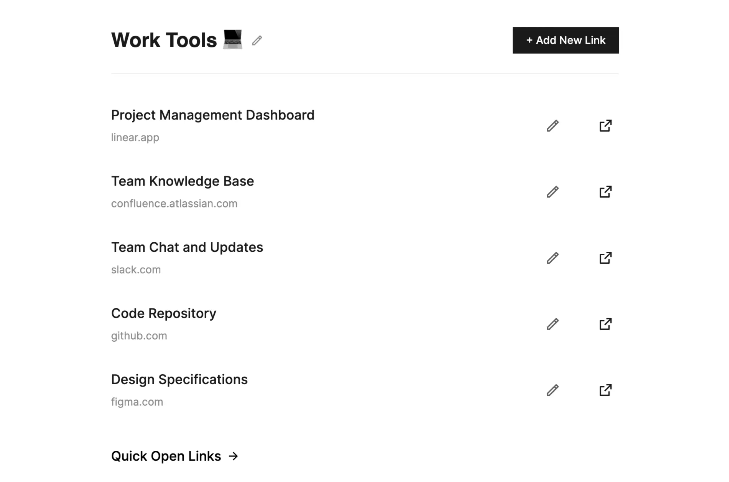 Work Tools 💻
+ Add New Link
Project Management Dashboard
linear.app
Team Knowledge Base
confluence.atlassian.com
Team Chat and Updates
slack.com
Code Repository
github.com
Design Specifications
figma.com
Quick Open Links →